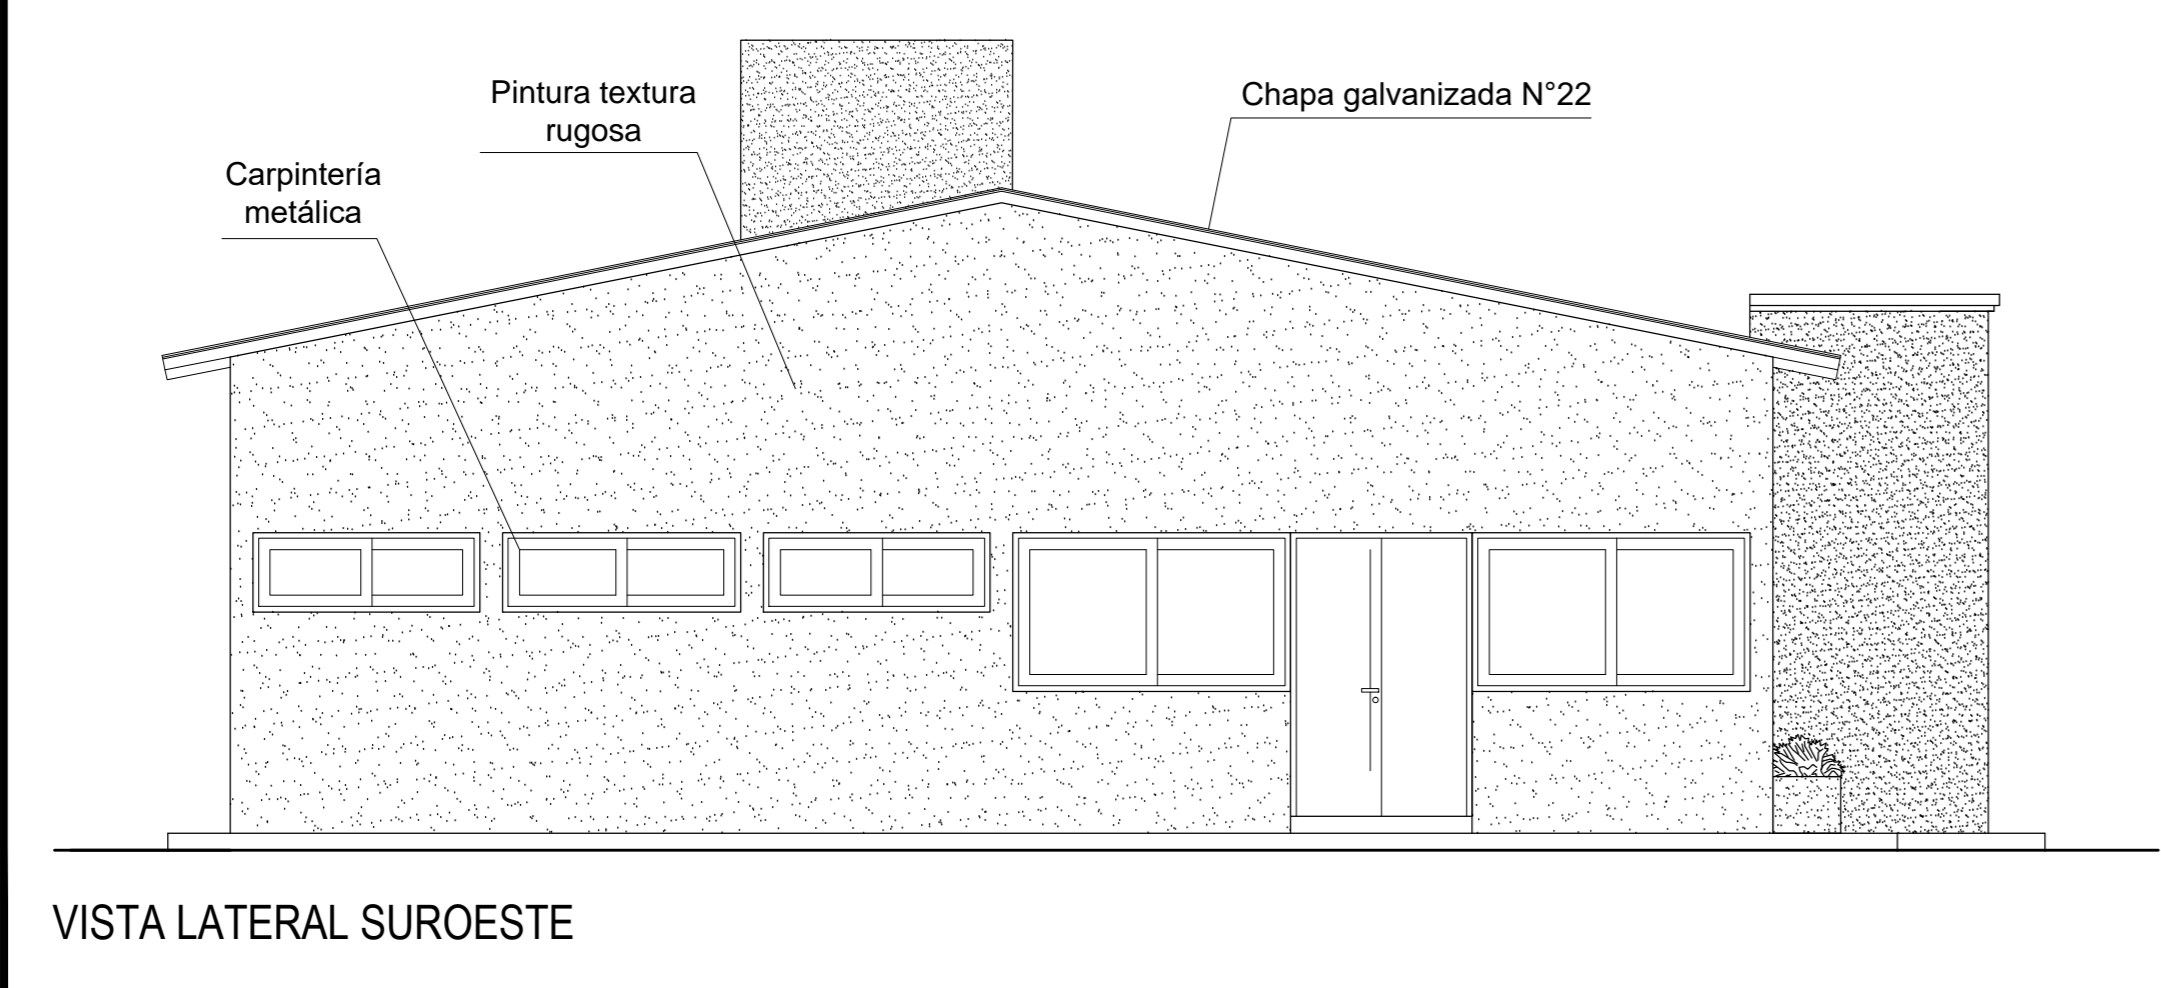 Pintura textura
rugosa
Chapa galvanizada N°22
Carpintería
metálica
VISTA LATERAL SUROESTE